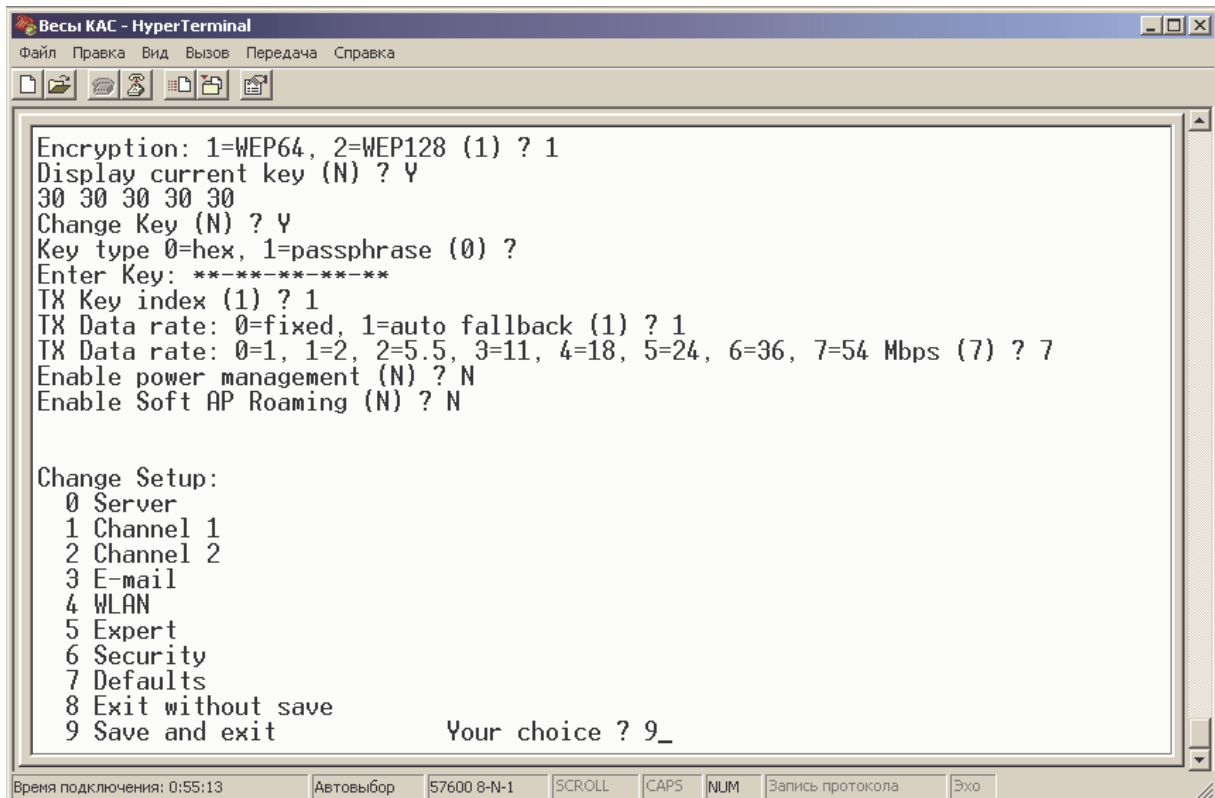 Весы КАС - HyperTerminal
Файл Правка Вид Вызов Передача Справка
Encryption: 1=WEP64, 2=WEP128 (1) ? 1
Display current key (N) ? Y
30 30 30 30 30
Change Key (N) ? Y
Key type 0=hex, 1=passphrase (0) ?
Enter Key: **-**-**-**-**
TX Key index (1) ? 1
TX Data rate: 0=fixed, 1=auto fallback (1) ? 1
TX Data rate: 0=1, 1=2, 2=5.5, 3=11, 4=18, 5=24, 6=36, 7=54 Mbps (7) ? 7
Enable power management (N) ? N
Enable Soft AP Roaming (N) ? N
Change Setup:
0 Server
1 Channel 1
2 Channel 2
3 E-mail
4 WLAN
5 Expert
6 Security
7 Defaults
8 Exit without save
9 Save and exit Your choice ? 9_
Время подключения: 0:55:13 Автовыбор 57600 8-N-1 SCROLL CAPS NUM Запись протокола Эхо